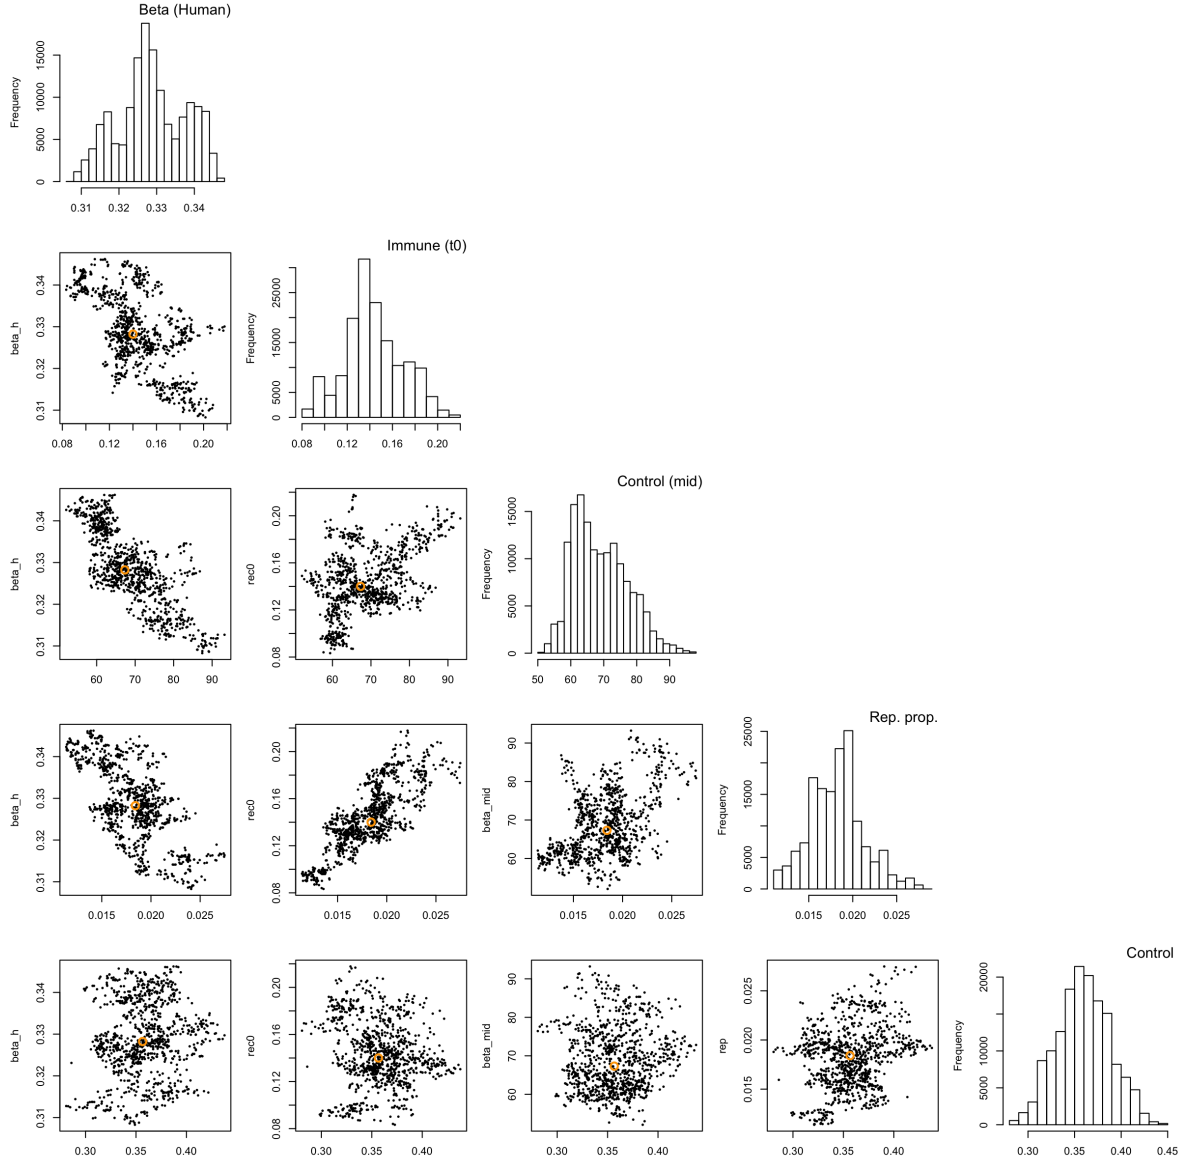 Beta (Human)
Frequency
0 5000 10000 15000
0.31 0.32 0.33 0.34
Immune (t0)
beta_h
0.31 0.32 0.33 0.34
0.08 0.12 0.16 0.20
Frequency
0 5000 15000 25000
0.08 0.12 0.16 0.20
Control (mid)
beta_h
0.31 0.32 0.33 0.34
60 70 80 90
rec0
0.08 0.12 0.16 0.20
60 70 80 90
Frequency
0 5000 10000 15000
50 60 70 80 90
Rep. prop.
beta_h
0.31 0.32 0.33 0.34
0.015 0.020 0.025
rec0
0.08 0.12 0.16 0.20
0.015 0.020 0.025
beta_mid
60 70 80 90
0.015 0.020 0.025
Frequency
0 5000 15000 25000
0.015 0.020 0.025
Control
beta_h
0.31 0.32 0.33 0.34
0.30 0.35 0.40
rec0
0.08 0.12 0.16 0.20
0.30 0.35 0.40
beta_mid
60 70 80 90
0.30 0.35 0.40
rep
0.015 0.020 0.025
0.30 0.35 0.40
Frequency
0 5000 10000 20000
0.30 0.35 0.40 0.45